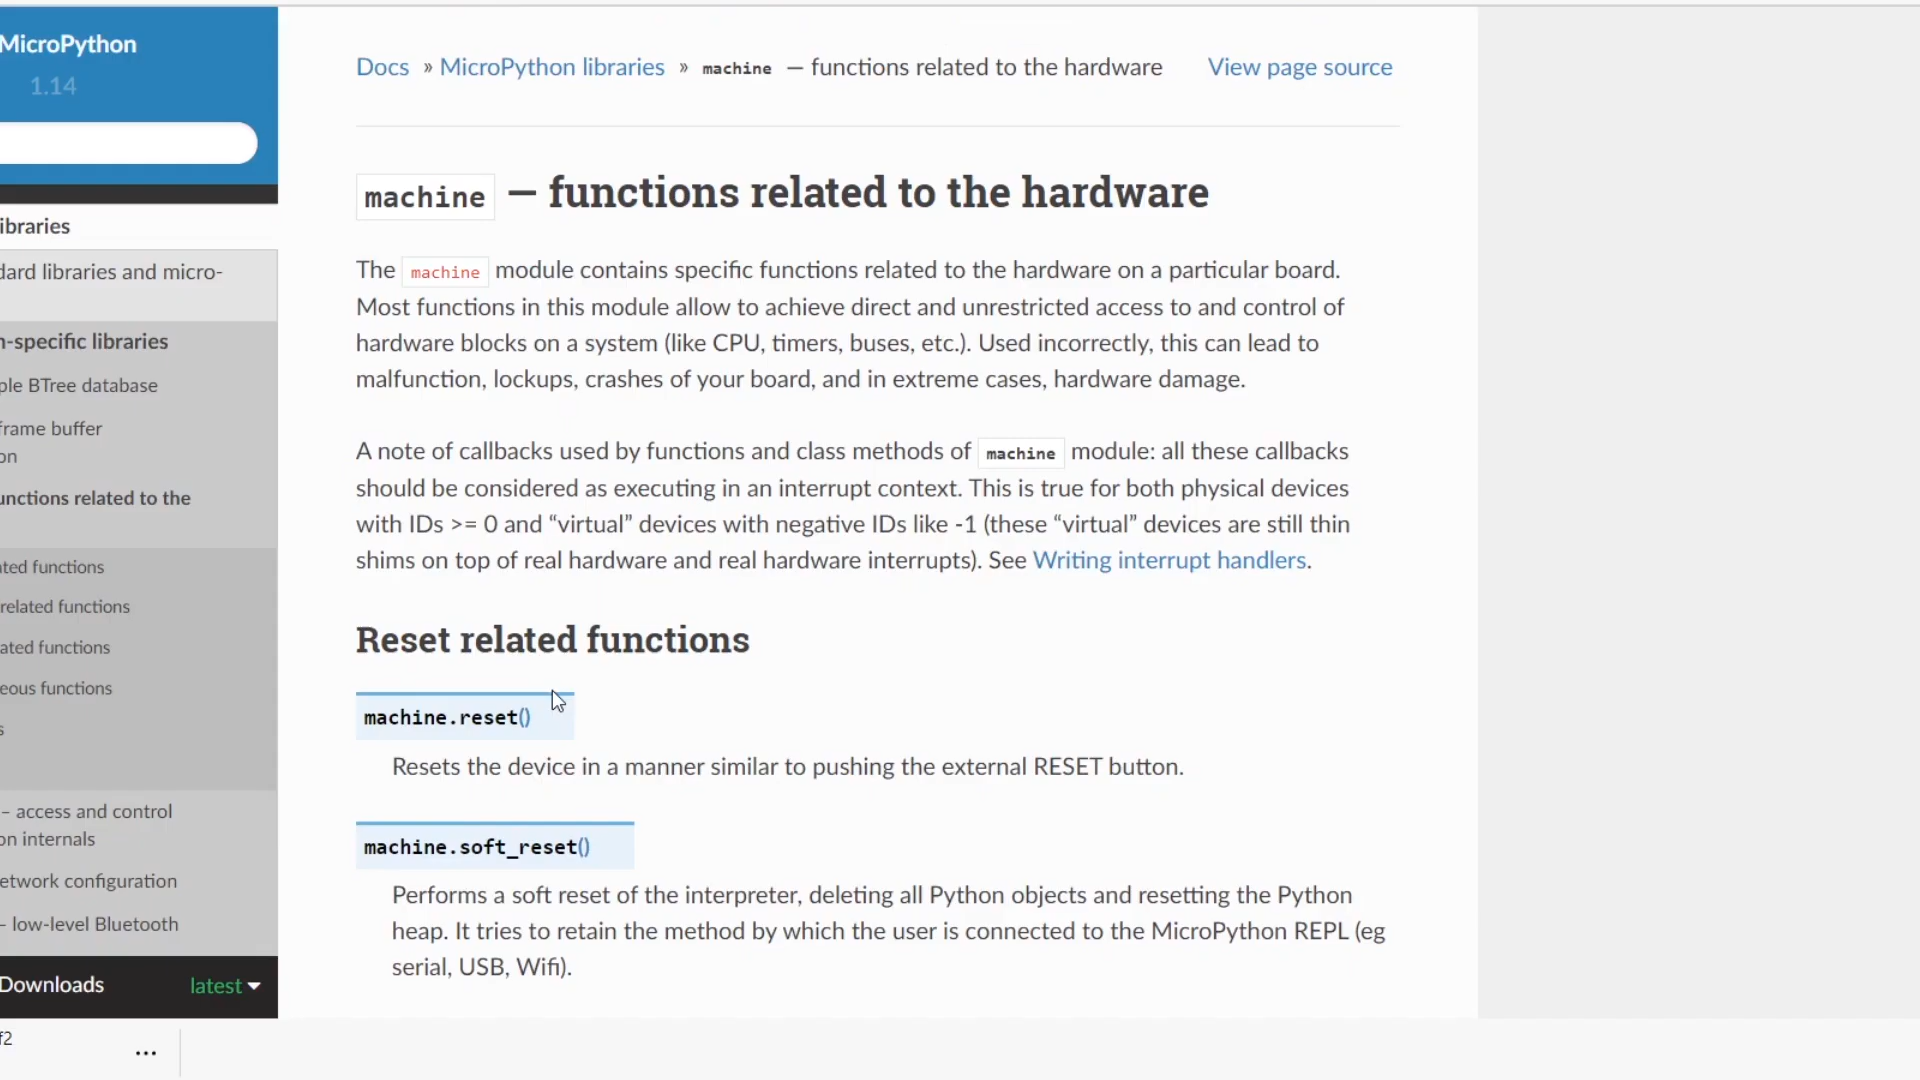 MicroPython
1.14
ibraries
dard libraries and micro-
n-specific libraries
ple BTree database
frame buffer
on
unctions related to the
ated functions
related functions
ated functions
eous functions
s
– access and control
on internals
etwork configuration
– low-level Bluetooth
Downloads
latest
f2
...
Docs » MicroPython libraries » machine — functions related to the hardware
View page source
machine — functions related to the hardware
The machine module contains specific functions related to the hardware on a particular board.
Most functions in this module allow to achieve direct and unrestricted access to and control of
hardware blocks on a system (like CPU, timers, buses, etc.). Used incorrectly, this can lead to
malfunction, lockups, crashes of your board, and in extreme cases, hardware damage.
A note of callbacks used by functions and class methods of machine module: all these callbacks
should be considered as executing in an interrupt context. This is true for both physical devices
with IDs >= 0 and “virtual” devices with negative IDs like -1 (these “virtual” devices are still thin
shims on top of real hardware and real hardware interrupts). See Writing interrupt handlers.
Reset related functions
machine.reset()
Resets the device in a manner similar to pushing the external RESET button.
machine.soft_reset()
Performs a soft reset of the interpreter, deleting all Python objects and resetting the Python
heap. It tries to retain the method by which the user is connected to the MicroPython REPL (eg
serial, USB, Wifi).